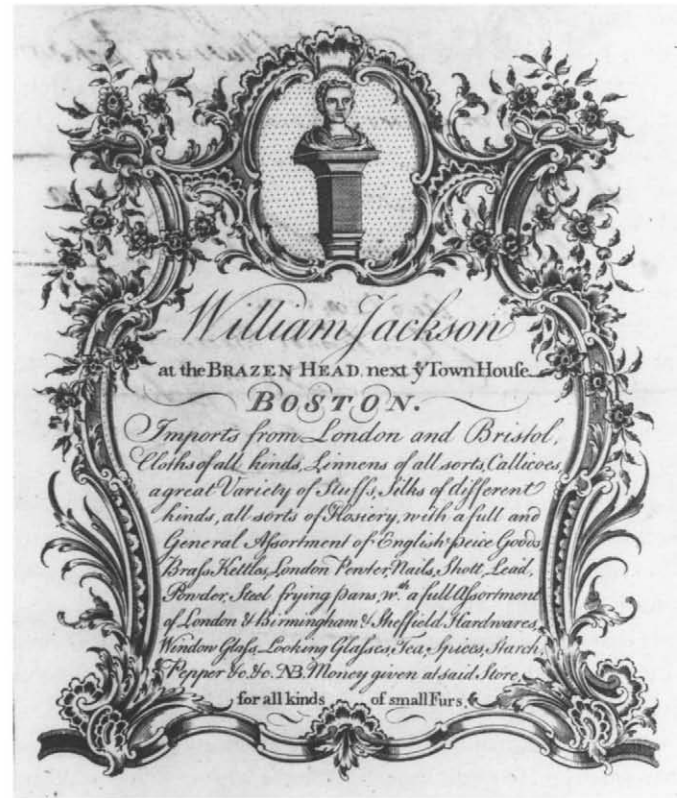 William Jackson
at the BRAZEN HEAD next yᵉ Town House
BOSTON.
Imports from London and Bristol,
Cloths of all kinds, Linnens of all sorts, Callicoes,
a great Variety of Stuffs, Silks of different
kinds, all sorts of Hosiery, with a full and
General Aſsortment of English peice Goods,
Braſs, Kettles, London Pewter, Nails, Shott, Lead,
Powder, Steel frying pans, wᵗʰ a full Aſsortment
of London & Birmingham & Sheffield Hardwares,
Window Glaſs, Looking Glaſses, Tea, Spices, Starch,
Pepper &c. &c. NB. Money given at said Store,
for all kinds of small Furs